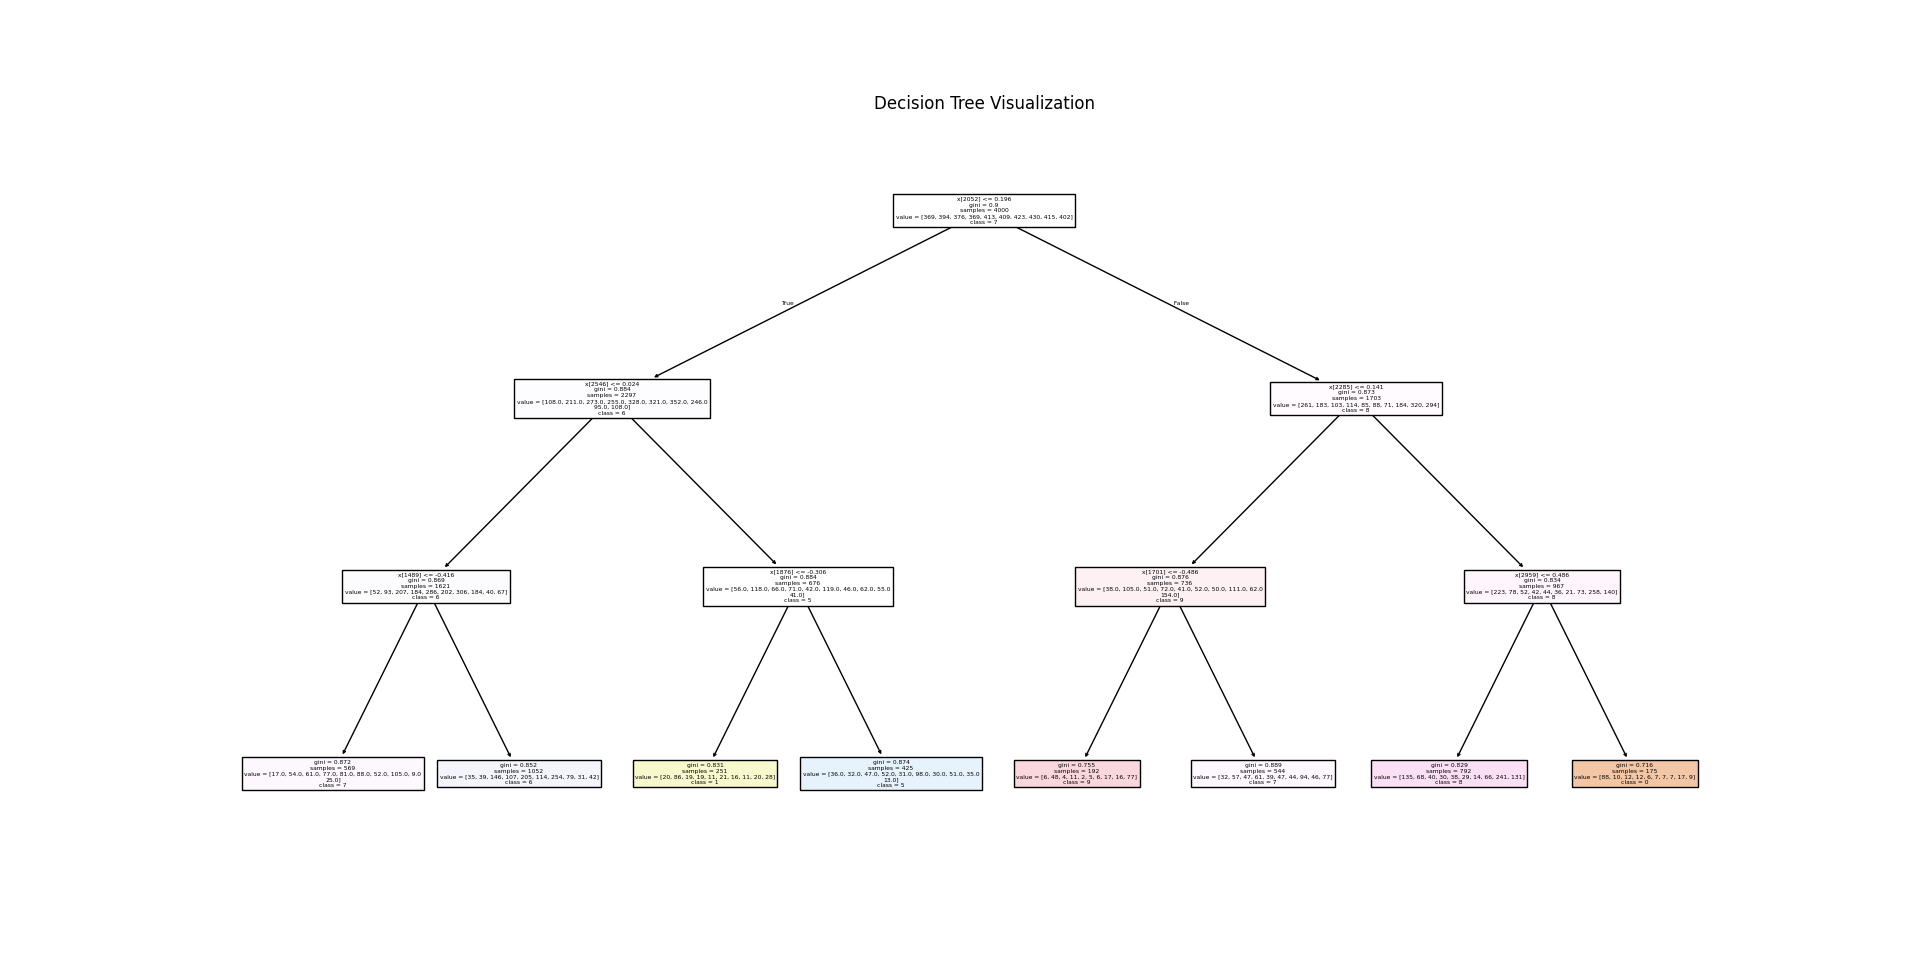 Decision Tree Visualization
x[2052] <= 0.196
gini = 0.9
samples = 4000
value = [369, 394, 376, 369, 413, 409, 423, 430, 415, 402]
class = 7
True
False
x[2546] <= 0.024
gini = 0.884
samples = 2297
value = [108.0, 211.0, 273.0, 255.0, 328.0, 321.0, 352.0, 246.0
95.0, 108.0]
class = 6
x[2285] <= 0.141
gini = 0.873
samples = 1703
value = [261, 183, 103, 114, 85, 88, 71, 184, 320, 294]
class = 8
x[1489] <= -0.416
gini = 0.869
samples = 1621
value = [52, 93, 207, 184, 286, 202, 306, 184, 40, 67]
class = 6
x[1876] <= -0.306
gini = 0.884
samples = 676
value = [56.0, 118.0, 66.0, 71.0, 42.0, 119.0, 46.0, 62.0, 55.0
41.0]
class = 5
x[1701] <= -0.486
gini = 0.876
samples = 736
value = [38.0, 105.0, 51.0, 72.0, 41.0, 52.0, 50.0, 111.0, 62.0
154.0]
class = 9
x[2959] <= 0.486
gini = 0.834
samples = 967
value = [223, 78, 52, 42, 44, 36, 21, 73, 258, 140]
class = 8
gini = 0.872
samples = 569
value = [17.0, 54.0, 61.0, 77.0, 81.0, 88.0, 52.0, 105.0, 9.0
25.0]
class = 7
gini = 0.852
samples = 1052
value = [35, 39, 146, 107, 205, 114, 254, 79, 31, 42]
class = 6
gini = 0.831
samples = 251
value = [20, 86, 19, 19, 11, 21, 16, 11, 20, 28]
class = 1
gini = 0.874
samples = 425
value = [36.0, 32.0, 47.0, 52.0, 31.0, 98.0, 30.0, 51.0, 35.0
13.0]
class = 5
gini = 0.755
samples = 192
value = [6, 48, 4, 11, 2, 5, 6, 17, 16, 77]
class = 9
gini = 0.889
samples = 544
value = [32, 57, 47, 61, 39, 47, 44, 94, 46, 77]
class = 7
gini = 0.829
samples = 792
value = [135, 68, 40, 30, 38, 29, 14, 66, 241, 131]
class = 8
gini = 0.716
samples = 175
value = [88, 10, 12, 12, 6, 7, 7, 7, 17, 9]
class = 0